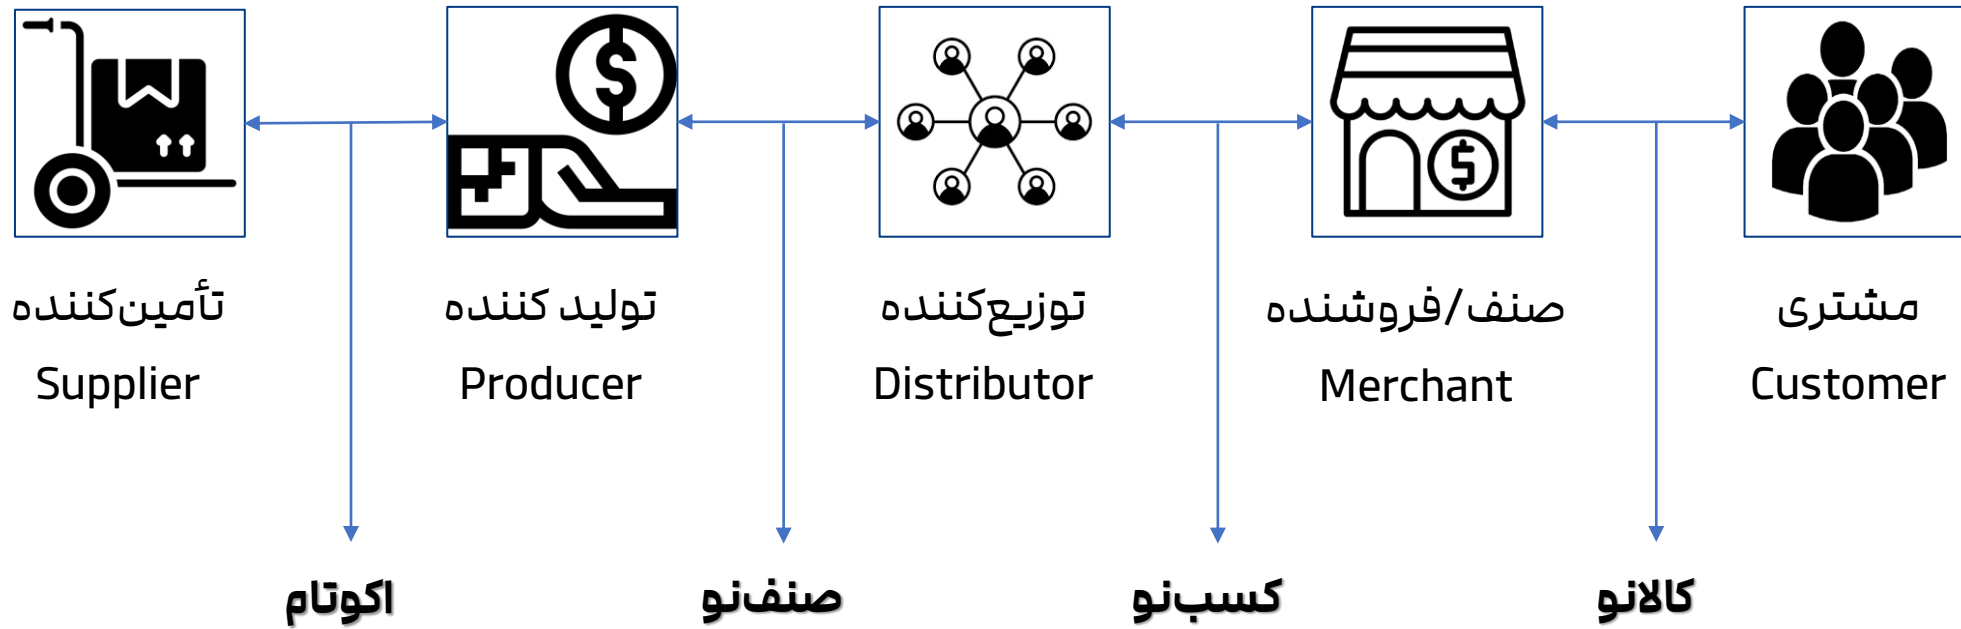 تأمین‌کننده
Supplier
تولید کننده
Producer
توزیع‌کننده
Distributor
صنف/فروشنده
Merchant
مشتری
Customer
اکوتام
صنف‌نو
کسب‌نو
کالانو